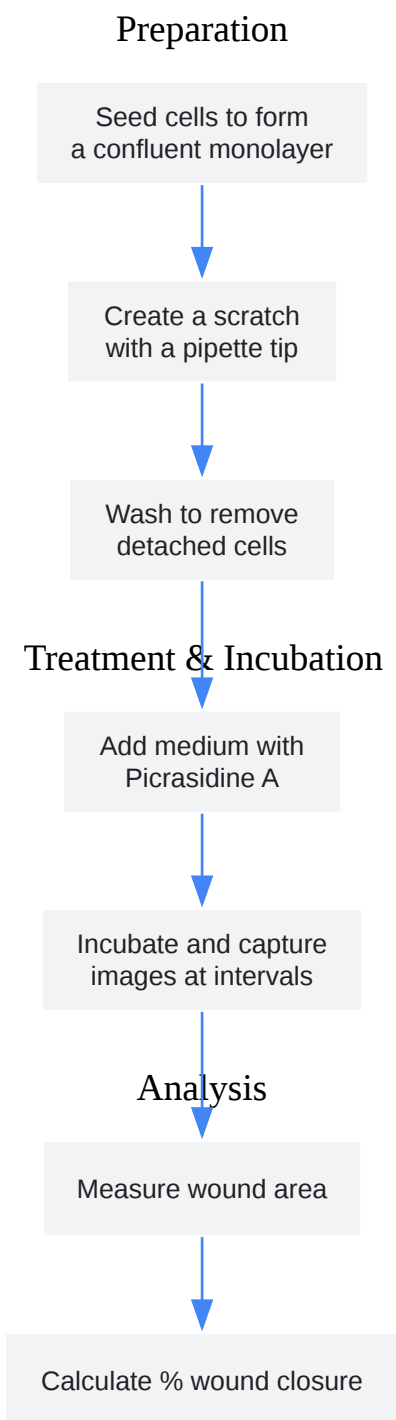 Preparation
Seed cells to form
a confluent monolayer
Create a scratch
with a pipette tip
Wash to remove
detached cells
Treatment & Incubation
Add medium with
Picrasidine A
Incubate and capture
images at intervals
Analysis
Measure wound area
Calculate % wound closure